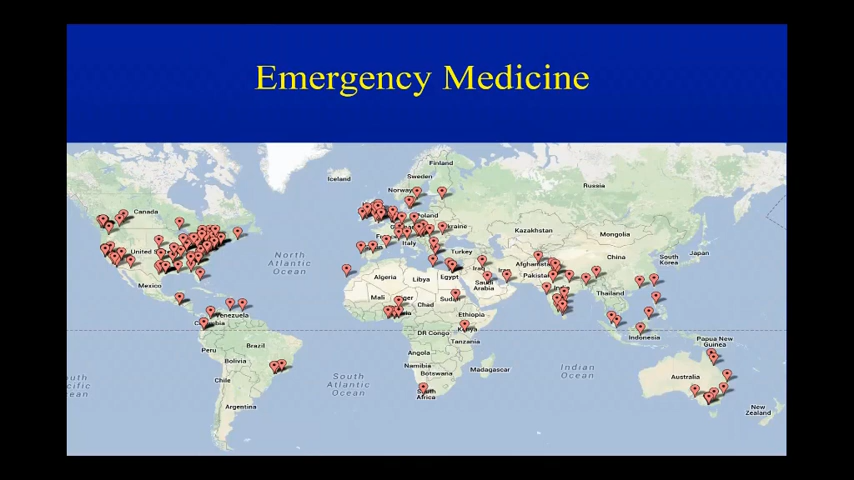 Emergency Medicine
Finland
Sweden
Iceland
Norway
Russia
Canada
Poland
Ukraine
Kazakhstan
Mongolia
United
Italy
Turkey
China
South
Korea
Japan
North
Atlantic
Ocean
Afghanistan
Iraq
Pakistan
Algeria
Libya
Egypt
Saudi
Arabia
Mexico
Mali
Chad
Sudan
Thailand
Venezuela
Ethiopia
Kenya
DR Congo
Indonesia
Tanzania
Papua New
Guinea
Brazil
Peru
Angola
Bolivia
Namibia
Botswana
Madagascar
Indian
Ocean
South
Atlantic
Ocean
Chile
Australia
South
Africa
Argentina
New
Zealand